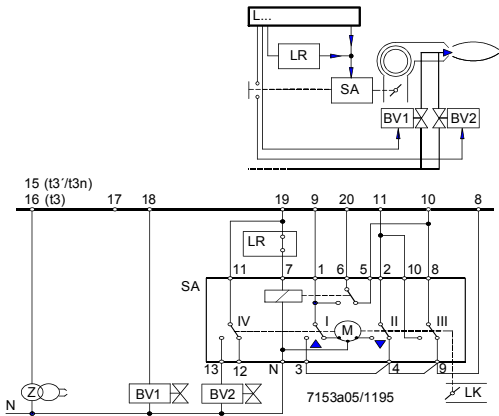 L...
LR
SA
BV1
BV2
15 (t3´/t3n)
16 (t3) 17 18 19 9 20 11 10 8
LR
11 7 1 6 5 2 10 8
SA
IV I M II III
13 12 N 3 4 9
Z BV1 BV2 7153a05/1195 LK
N